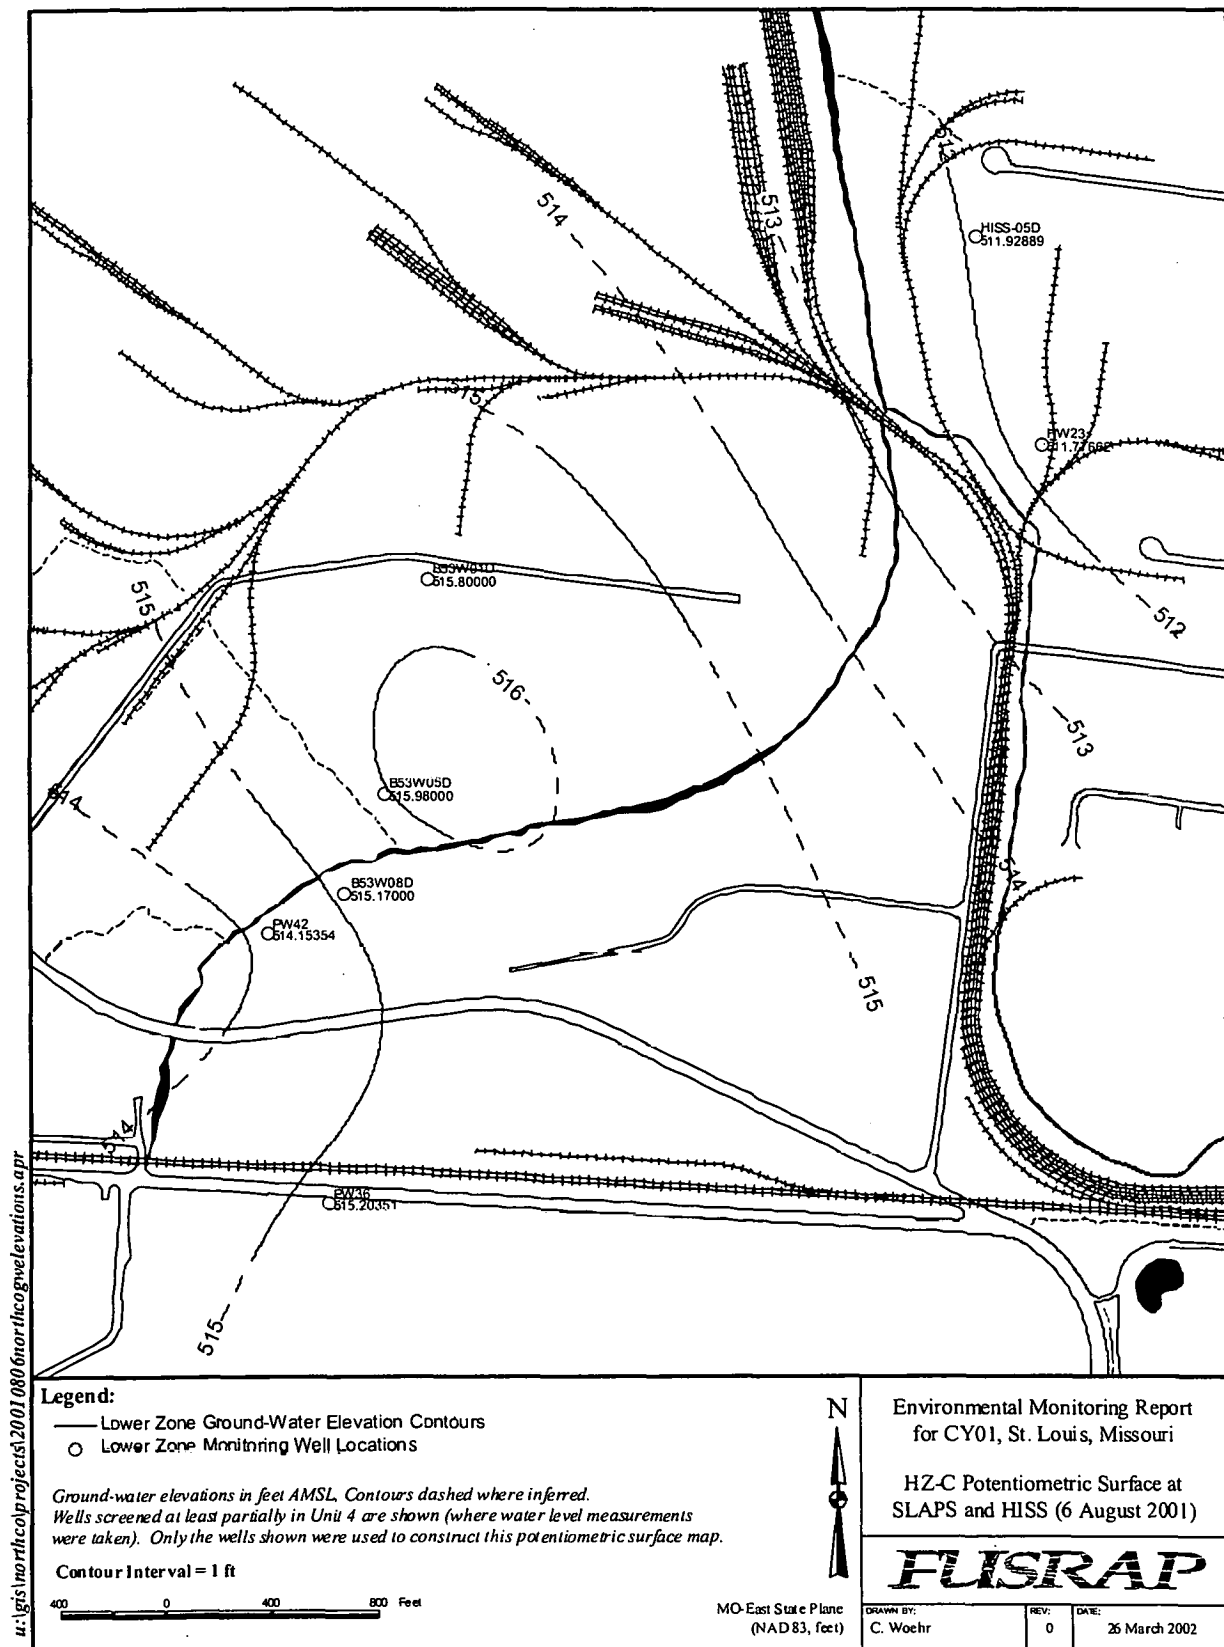 514
513
512
HISS-05D
511.92889
515
PW23
B53W01D
515.80000
515
512
516
513
B53W05D
515.98000
514
514
B53W08D
515.17000
PW42
514.15354
515
514
PW36
515.20351
515
u:\gis\northco\projects\20010806northcogwelevations.apr
Legend:
Lower Zone Ground-Water Elevation Contours
Lower Zone Monitoring Well Locations
Ground-water elevations in feet AMSL. Contours dashed where inferred.
Wells screened at least partially in Unit 4 are shown (where water level measurements
were taken). Only the wells shown were used to construct this potentiometric surface map.
Contour Interval = 1 ft
400 0 400 800 Feet
N
MO-East State Plane
(NAD 83, feet)
Environmental Monitoring Report
for CY01, St. Louis, Missouri
HZ-C Potentiometric Surface at
SLAPS and HISS (6 August 2001)
FUSRAP
DRAWN BY:
C. Woehr
REV:
0
DATE:
26 March 2002